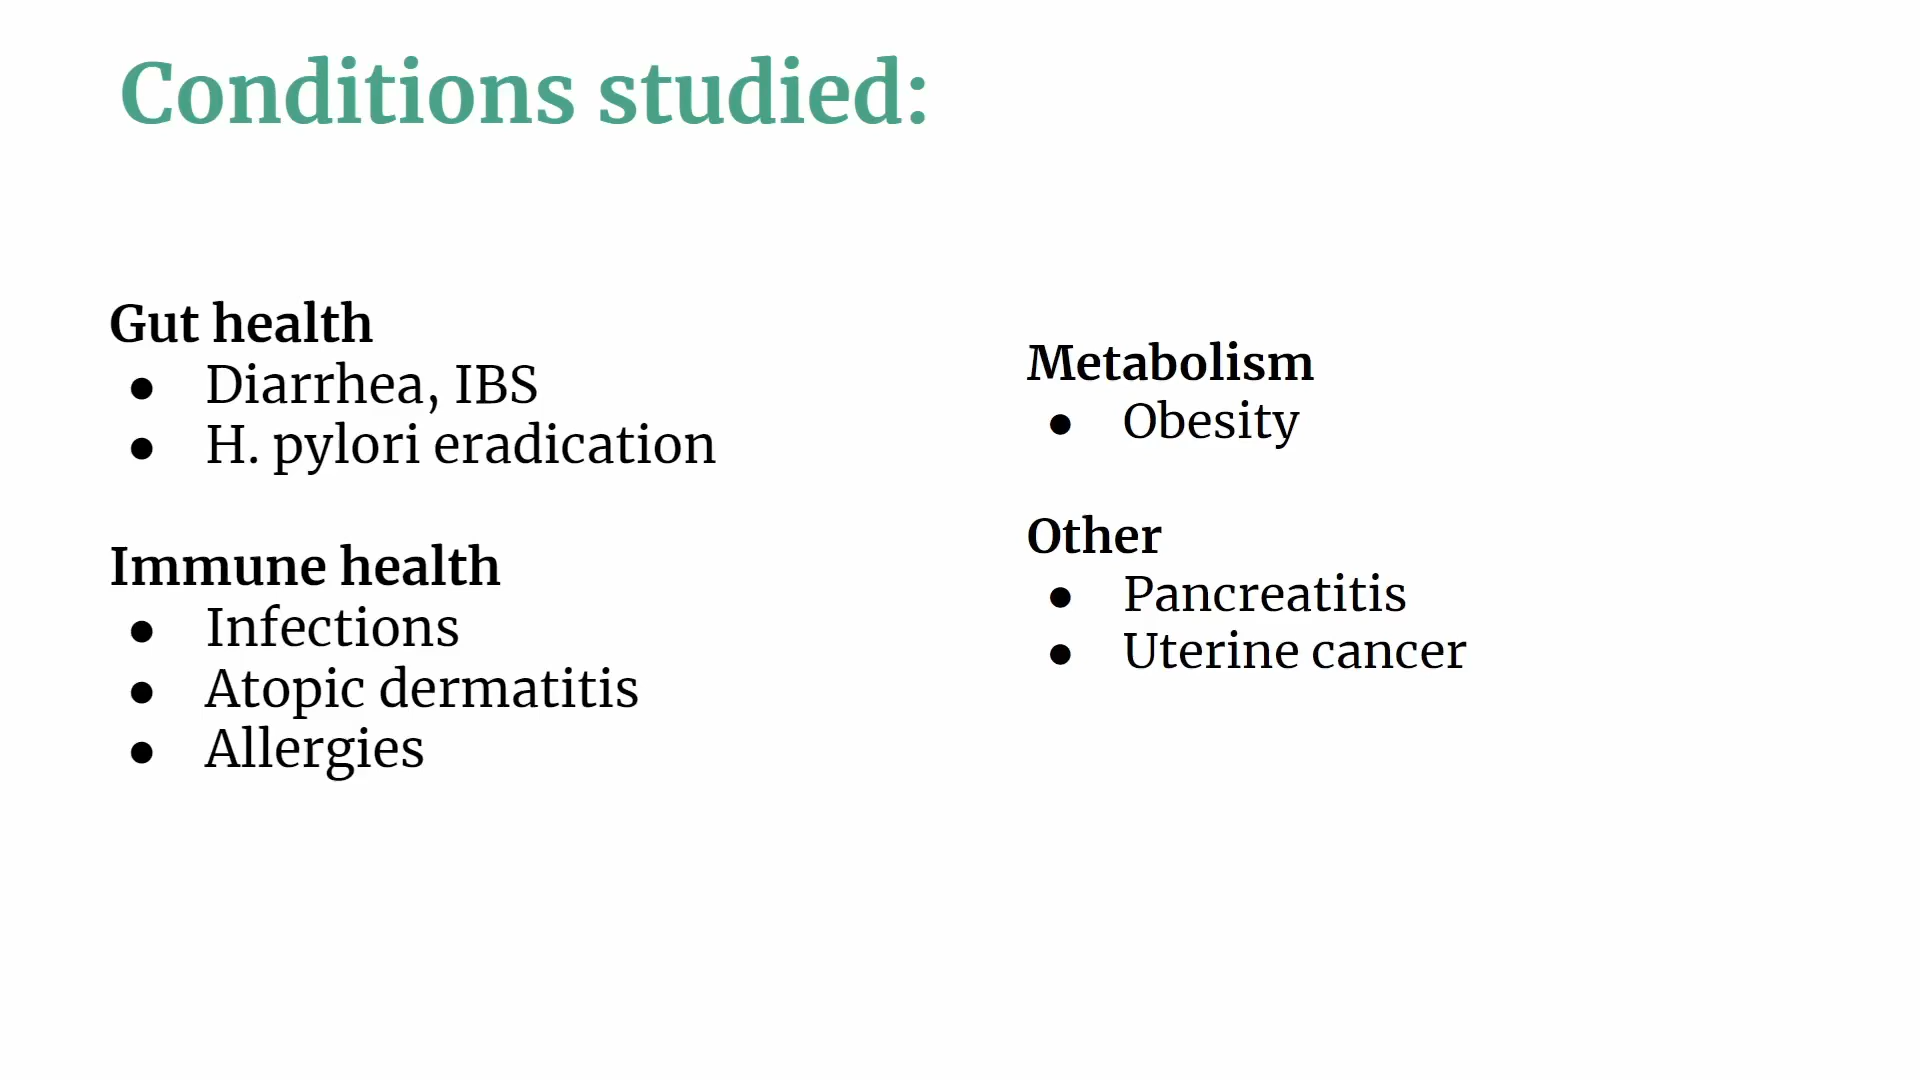 Conditions studied:
Gut health
● Diarrhea, IBS
● H. pylori eradication
Immune health
● Infections
● Atopic dermatitis
● Allergies
Metabolism
● Obesity
Other
● Pancreatitis
● Uterine cancer